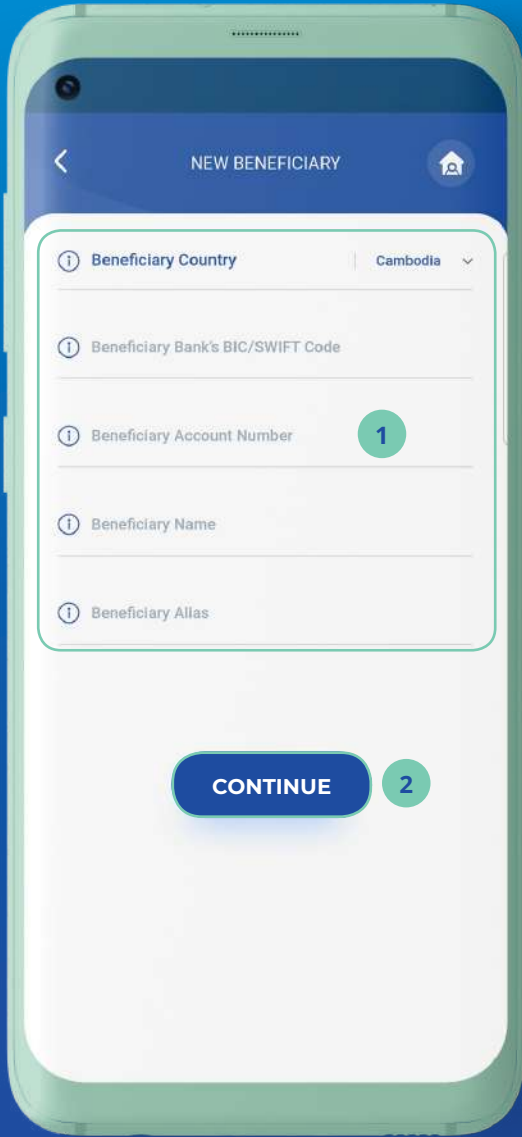 NEW BENEFICIARY
Beneficiary Country Cambodia
Beneficiary Bank's BIC/SWIFT Code
Beneficiary Account Number 1
Beneficiary Name
Beneficiary Alias
CONTINUE 2